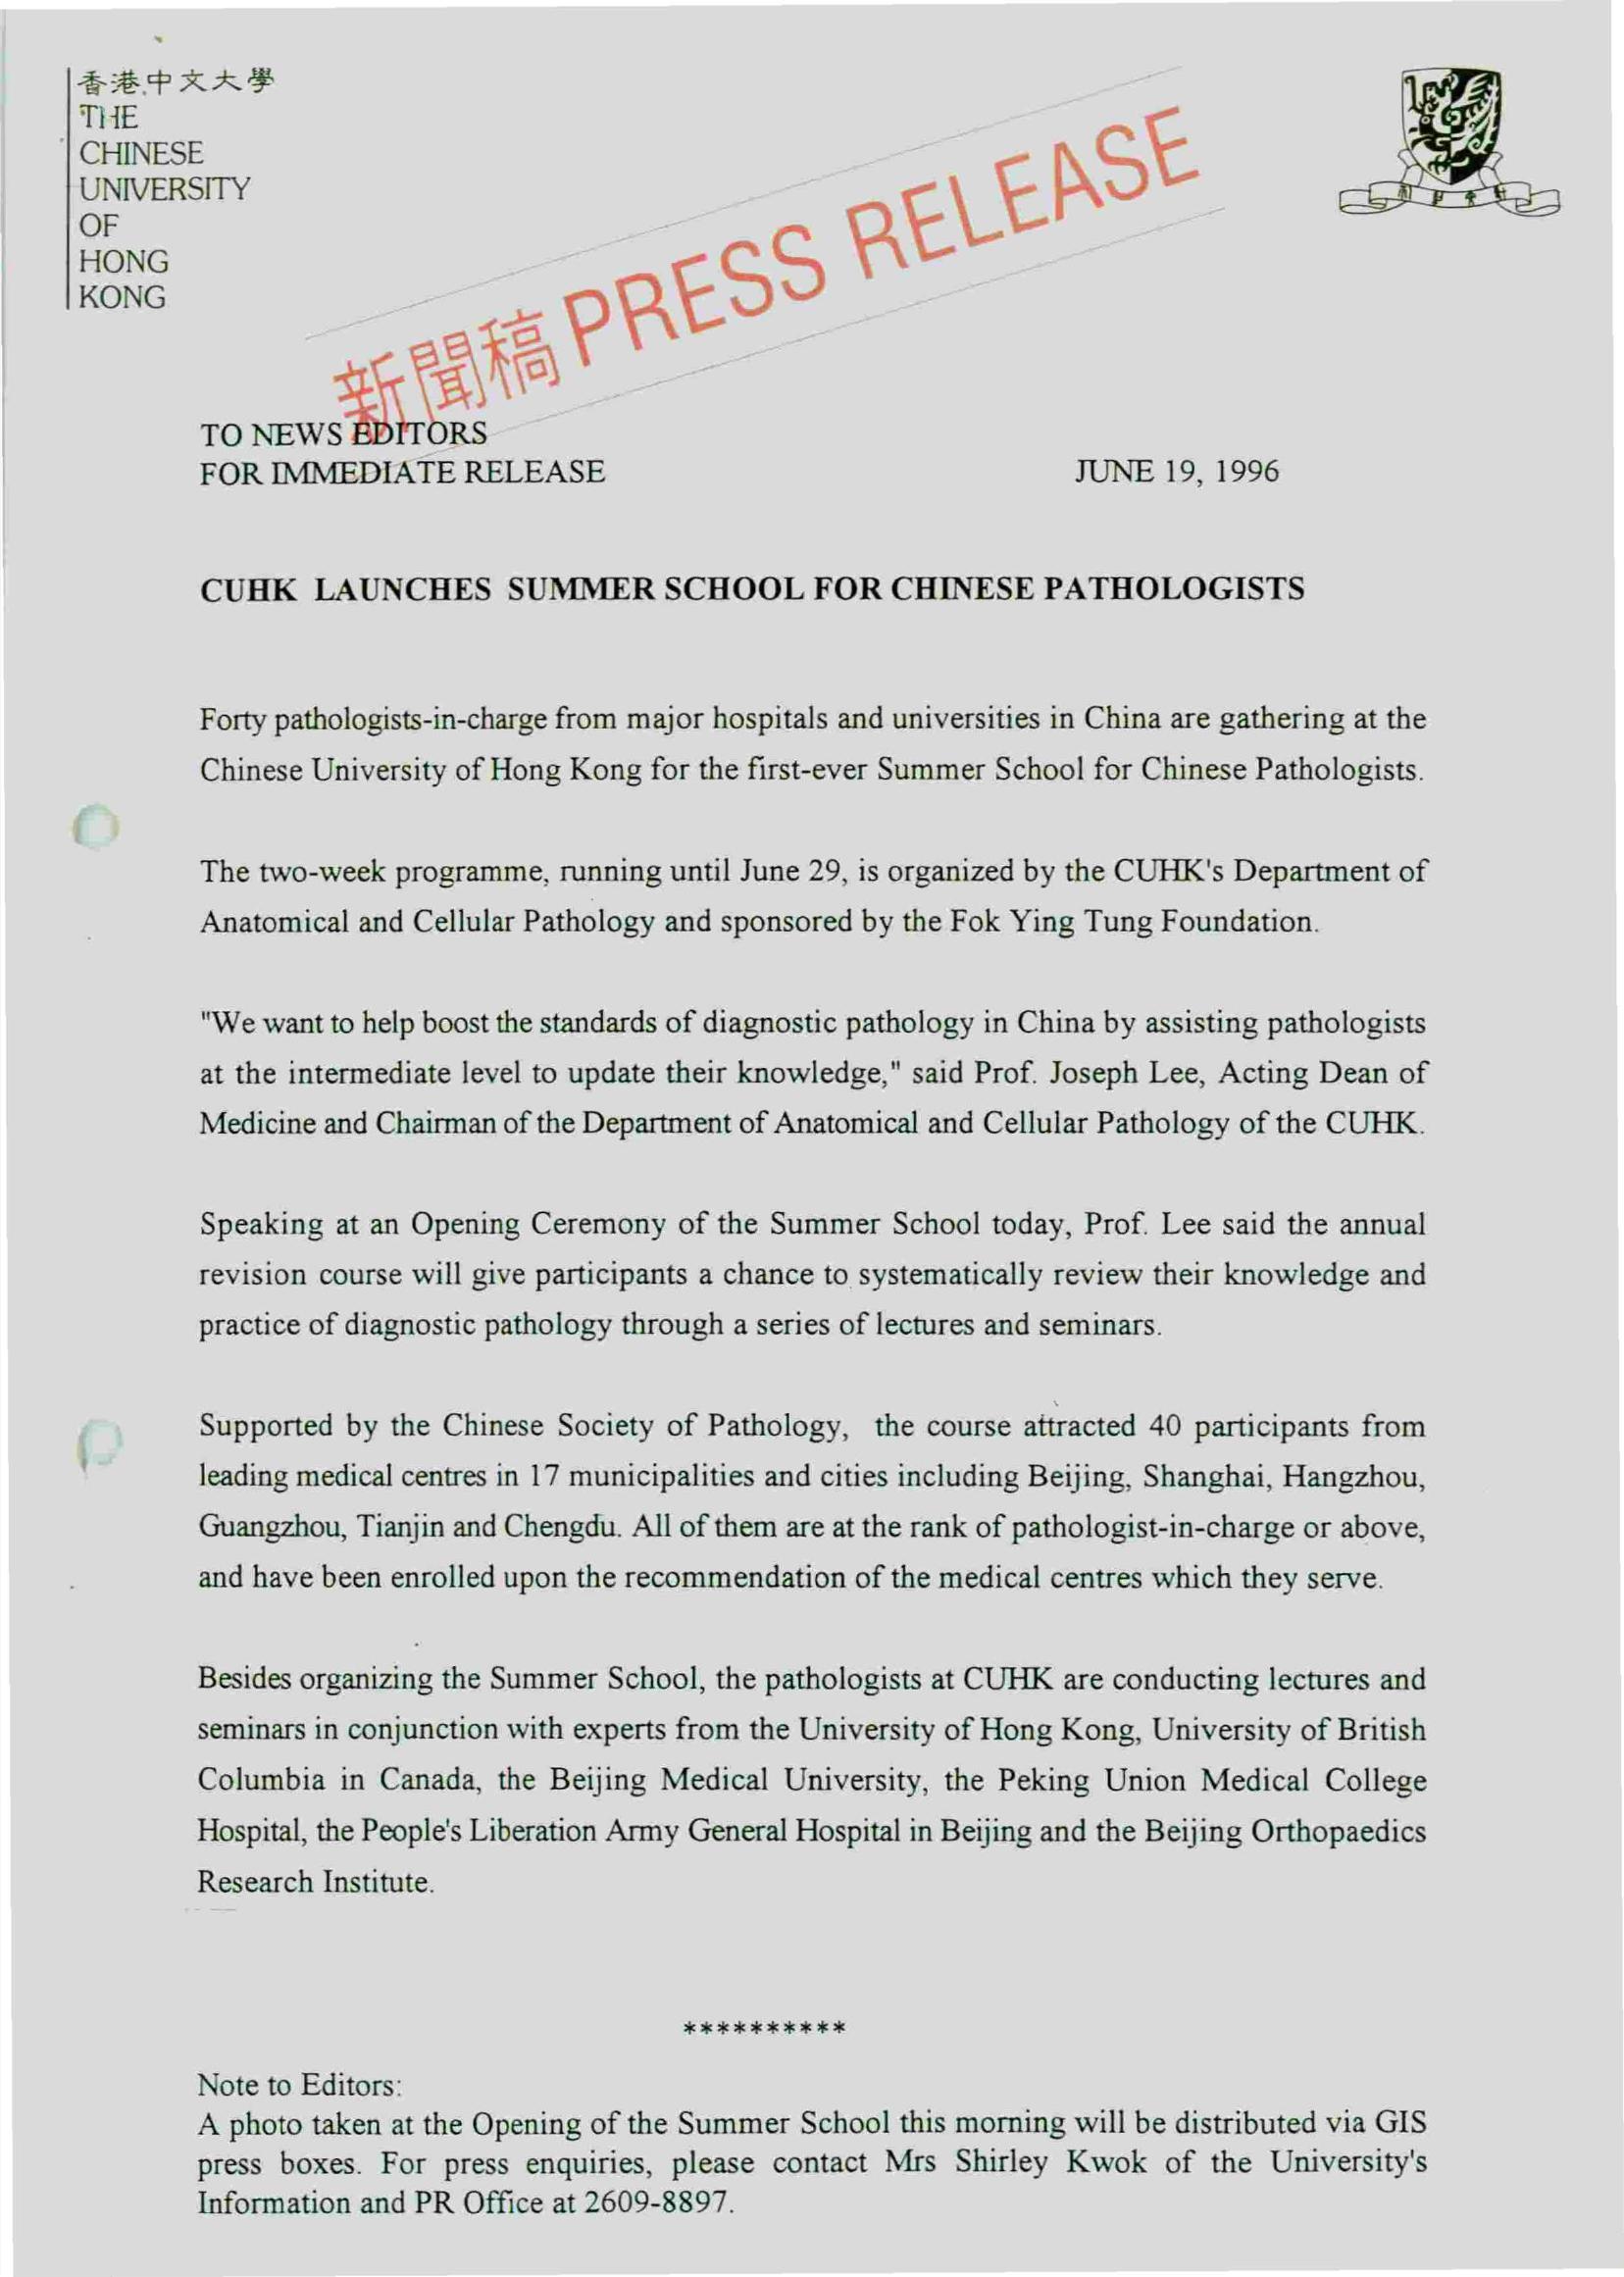 香港中文大學
THE
CHINESE
UNIVERSITY
OF
HONG
KONG
新聞稿 PRESS RELEASE
TO NEWS EDITORS
FOR IMMEDIATE RELEASE JUNE 19, 1996
CUHK LAUNCHES SUMMER SCHOOL FOR CHINESE PATHOLOGISTS
Forty pathologists-in-charge from major hospitals and universities in China are gathering at the
Chinese University of Hong Kong for the first-ever Summer School for Chinese Pathologists.
The two-week programme, running until June 29, is organized by the CUHK's Department of
Anatomical and Cellular Pathology and sponsored by the Fok Ying Tung Foundation.
"We want to help boost the standards of diagnostic pathology in China by assisting pathologists
at the intermediate level to update their knowledge," said Prof. Joseph Lee, Acting Dean of
Medicine and Chairman of the Department of Anatomical and Cellular Pathology of the CUHK.
Speaking at an Opening Ceremony of the Summer School today, Prof. Lee said the annual
revision course will give participants a chance to systematically review their knowledge and
practice of diagnostic pathology through a series of lectures and seminars.
Supported by the Chinese Society of Pathology, the course attracted 40 participants from
leading medical centres in 17 municipalities and cities including Beijing, Shanghai, Hangzhou,
Guangzhou, Tianjin and Chengdu. All of them are at the rank of pathologist-in-charge or above,
and have been enrolled upon the recommendation of the medical centres which they serve.
Besides organizing the Summer School, the pathologists at CUHK are conducting lectures and
seminars in conjunction with experts from the University of Hong Kong, University of British
Columbia in Canada, the Beijing Medical University, the Peking Union Medical College
Hospital, the People's Liberation Army General Hospital in Beijing and the Beijing Orthopaedics
Research Institute.
**********
Note to Editors:
A photo taken at the Opening of the Summer School this morning will be distributed via GIS
press boxes. For press enquiries, please contact Mrs Shirley Kwok of the University's
Information and PR Office at 2609-8897.